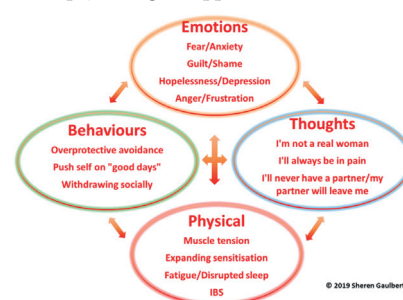 Emotions
Fear/Anxiety
Guilt/Shame
Hopelessness/Depression
Anger/Frustration
Behaviours
Overprotective avoidance
Push self on "good days"
Withdrawing socially
Thoughts
I'm not a real woman
I'll always be in pain
I'll never have a partner/my
partner will leave me
Physical
Muscle tension
Expanding sensitisation
Fatigue/Disrupted sleep
IBS
© 2019 Sheren Gaulbert